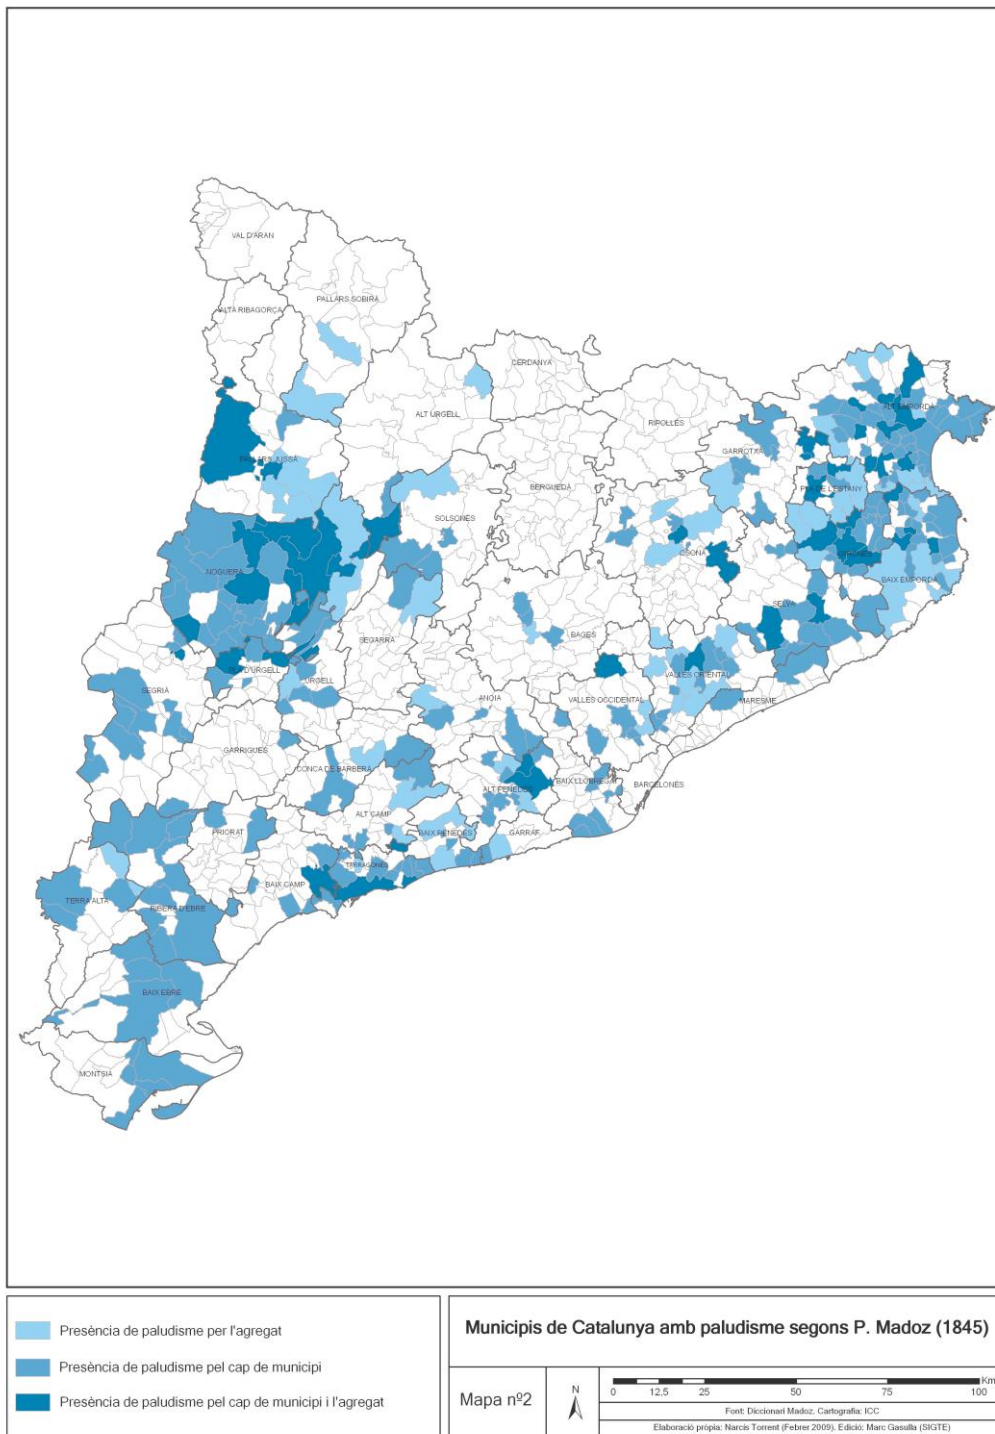 VAL D'ARAN
PALLARS SOBIRÀ
ALTA RIBAGORÇA
CERDANYA
ALT URGELL
RIPOLLÈS
ALT EMPORDÀ
GARROTXA
PALLARS JUSSÀ
BERGUEDÀ
PLA DE L'ESTANY
SOLSONÈS
OSONA
GIRONÈS
NOGUERA
BAIX EMPORDÀ
SELVA
SEGARRA
BAGES
PLA D'URGELL
VALLÈS ORIENTAL
URGELL
SEGRIÀ
ANOIA
VALLÈS OCCIDENTAL
MARESME
GARRIGUES
CONCA DE BARBERÀ
ALT PENEDÈS
BAIX LLOBREGAT
BARCELONÈS
ALT CAMP
PRIORAT
BAIX PENEDÈS
GARRAF
TARRAGONÈS
BAIX CAMP
TERRA ALTA
RIBERA D'EBRE
BAIX EBRE
MONTSIÀ
Presència de paludisme per l'agregat
Presència de paludisme pel cap de municipi
Presència de paludisme pel cap de municipi i l'agregat
Municipis de Catalunya amb paludisme segons P. Madoz (1845)
Mapa nº2
N
Km
0 12,5 25 50 75 100
Font: Diccionari Madoz. Cartografia: ICC
Elaboració pròpia: Narcís Torrent (Febrer 2009). Edició: Marc Gasulla (SIGTE)